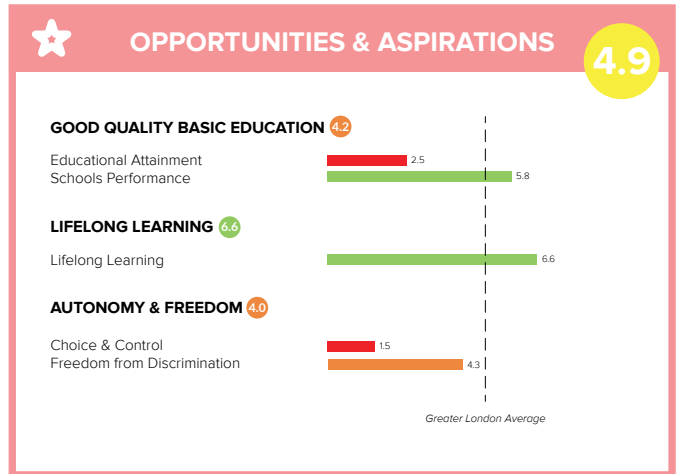 OPPORTUNITIES & ASPIRATIONS
4.9
GOOD QUALITY BASIC EDUCATION 4.2
Educational Attainment 2.5
Schools Performance 5.8
LIFELONG LEARNING 6.6
Lifelong Learning 6.6
AUTONOMY & FREEDOM 4.0
Choice & Control 1.5
Freedom from Discrimination 4.3
Greater London Average